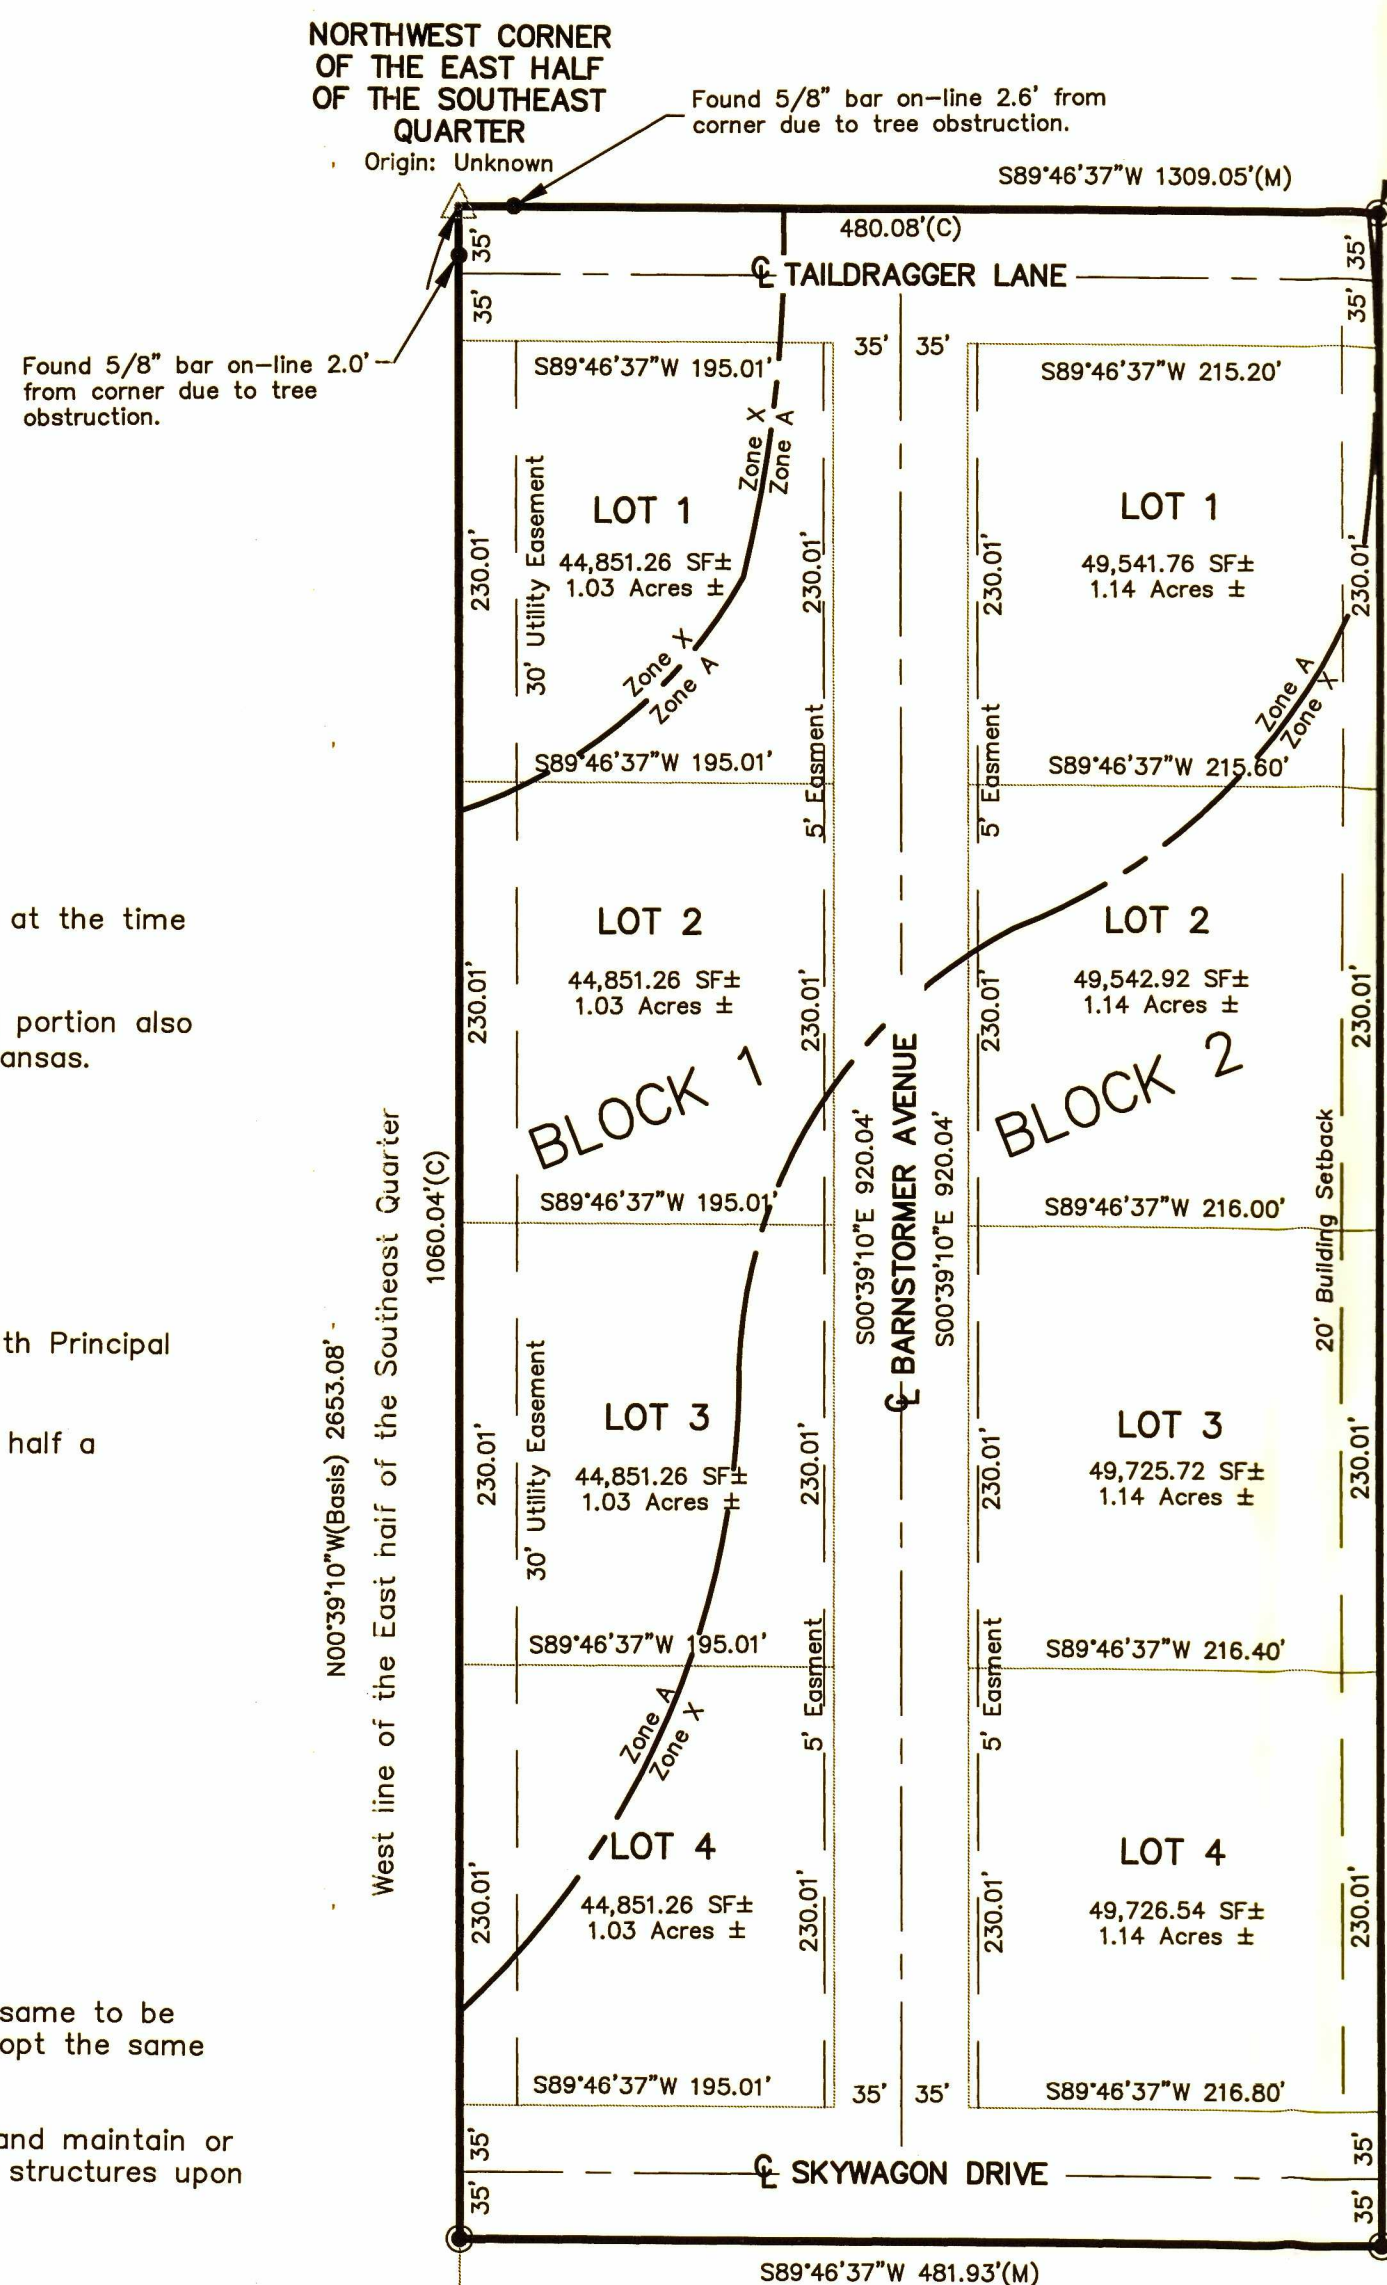 NORTHWEST CORNER
OF THE EAST HALF
OF THE SOUTHEAST
QUARTER
Origin: Unknown
Found 5/8" bar on-line 2.6' from
corner due to tree obstruction.
S89°46'37"W 1309.05'(M)
480.08'(C)
35'
35'
℄ TAILDRAGGER LANE
35'
35'
Found 5/8" bar on-line 2.0'
from corner due to tree
obstruction.
35'
35'
S89°46'37"W 195.01'
S89°46'37"W 215.20'
Zone X
Zone A
30' Utility Easement
LOT 1
44,851.26 SF±
1.03 Acres ±
230.01'
230.01'
LOT 1
49,541.76 SF±
1.14 Acres ±
230.01'
230.01'
Zone X
Zone A
Zone A
Zone X
S89°46'37"W 195.01'
5' Easment
5' Easment
S89°46'37"W 215.60'
at the time
portion also
ansas.
LOT 2
44,851.26 SF±
1.03 Acres ±
230.01'
230.01'
LOT 2
49,542.92 SF±
1.14 Acres ±
230.01'
230.01'
BLOCK 1
BLOCK 2
S89°46'37"W 195.01'
S00°39'10"E 920.04'
℄ BARNSTORMER AVENUE
S00°39'10"E 920.04'
S89°46'37"W 216.00'
20' Building Setback
N00°39'10"W(Basis) 2653.08'
West line of the East half of the Southeast Quarter
1060.04'(C)
th Principal
half a
30' Utility Easement
LOT 3
44,851.26 SF±
1.03 Acres ±
230.01'
230.01'
LOT 3
49,725.72 SF±
1.14 Acres ±
230.01'
230.01'
S89°46'37"W 195.01'
5' Easment
5' Easment
S89°46'37"W 216.40'
Zone A
Zone X
LOT 4
44,851.26 SF±
1.03 Acres ±
230.01'
230.01'
LOT 4
49,726.54 SF±
1.14 Acres ±
230.01'
230.01'
same to be
opt the same
S89°46'37"W 195.01'
35'
35'
S89°46'37"W 216.80'
and maintain or
structures upon
35'
35'
℄ SKYWAGON DRIVE
35'
35'
S89°46'37"W 481.93'(M)